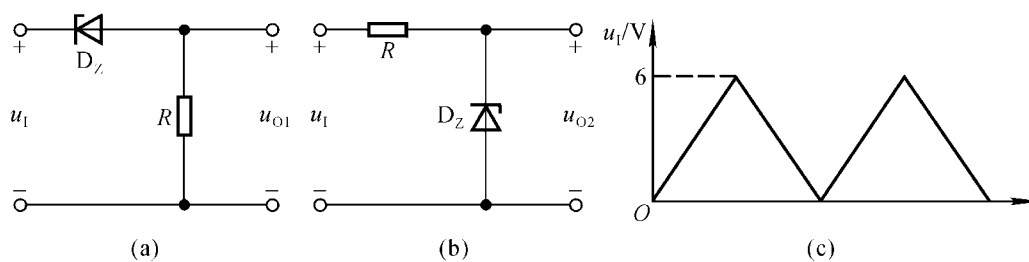 + D_Z + u_I R u_O1 − −
(a)
+ R + u_I D_Z u_O2 − −
(b)
u_I/V
6
O
(c)